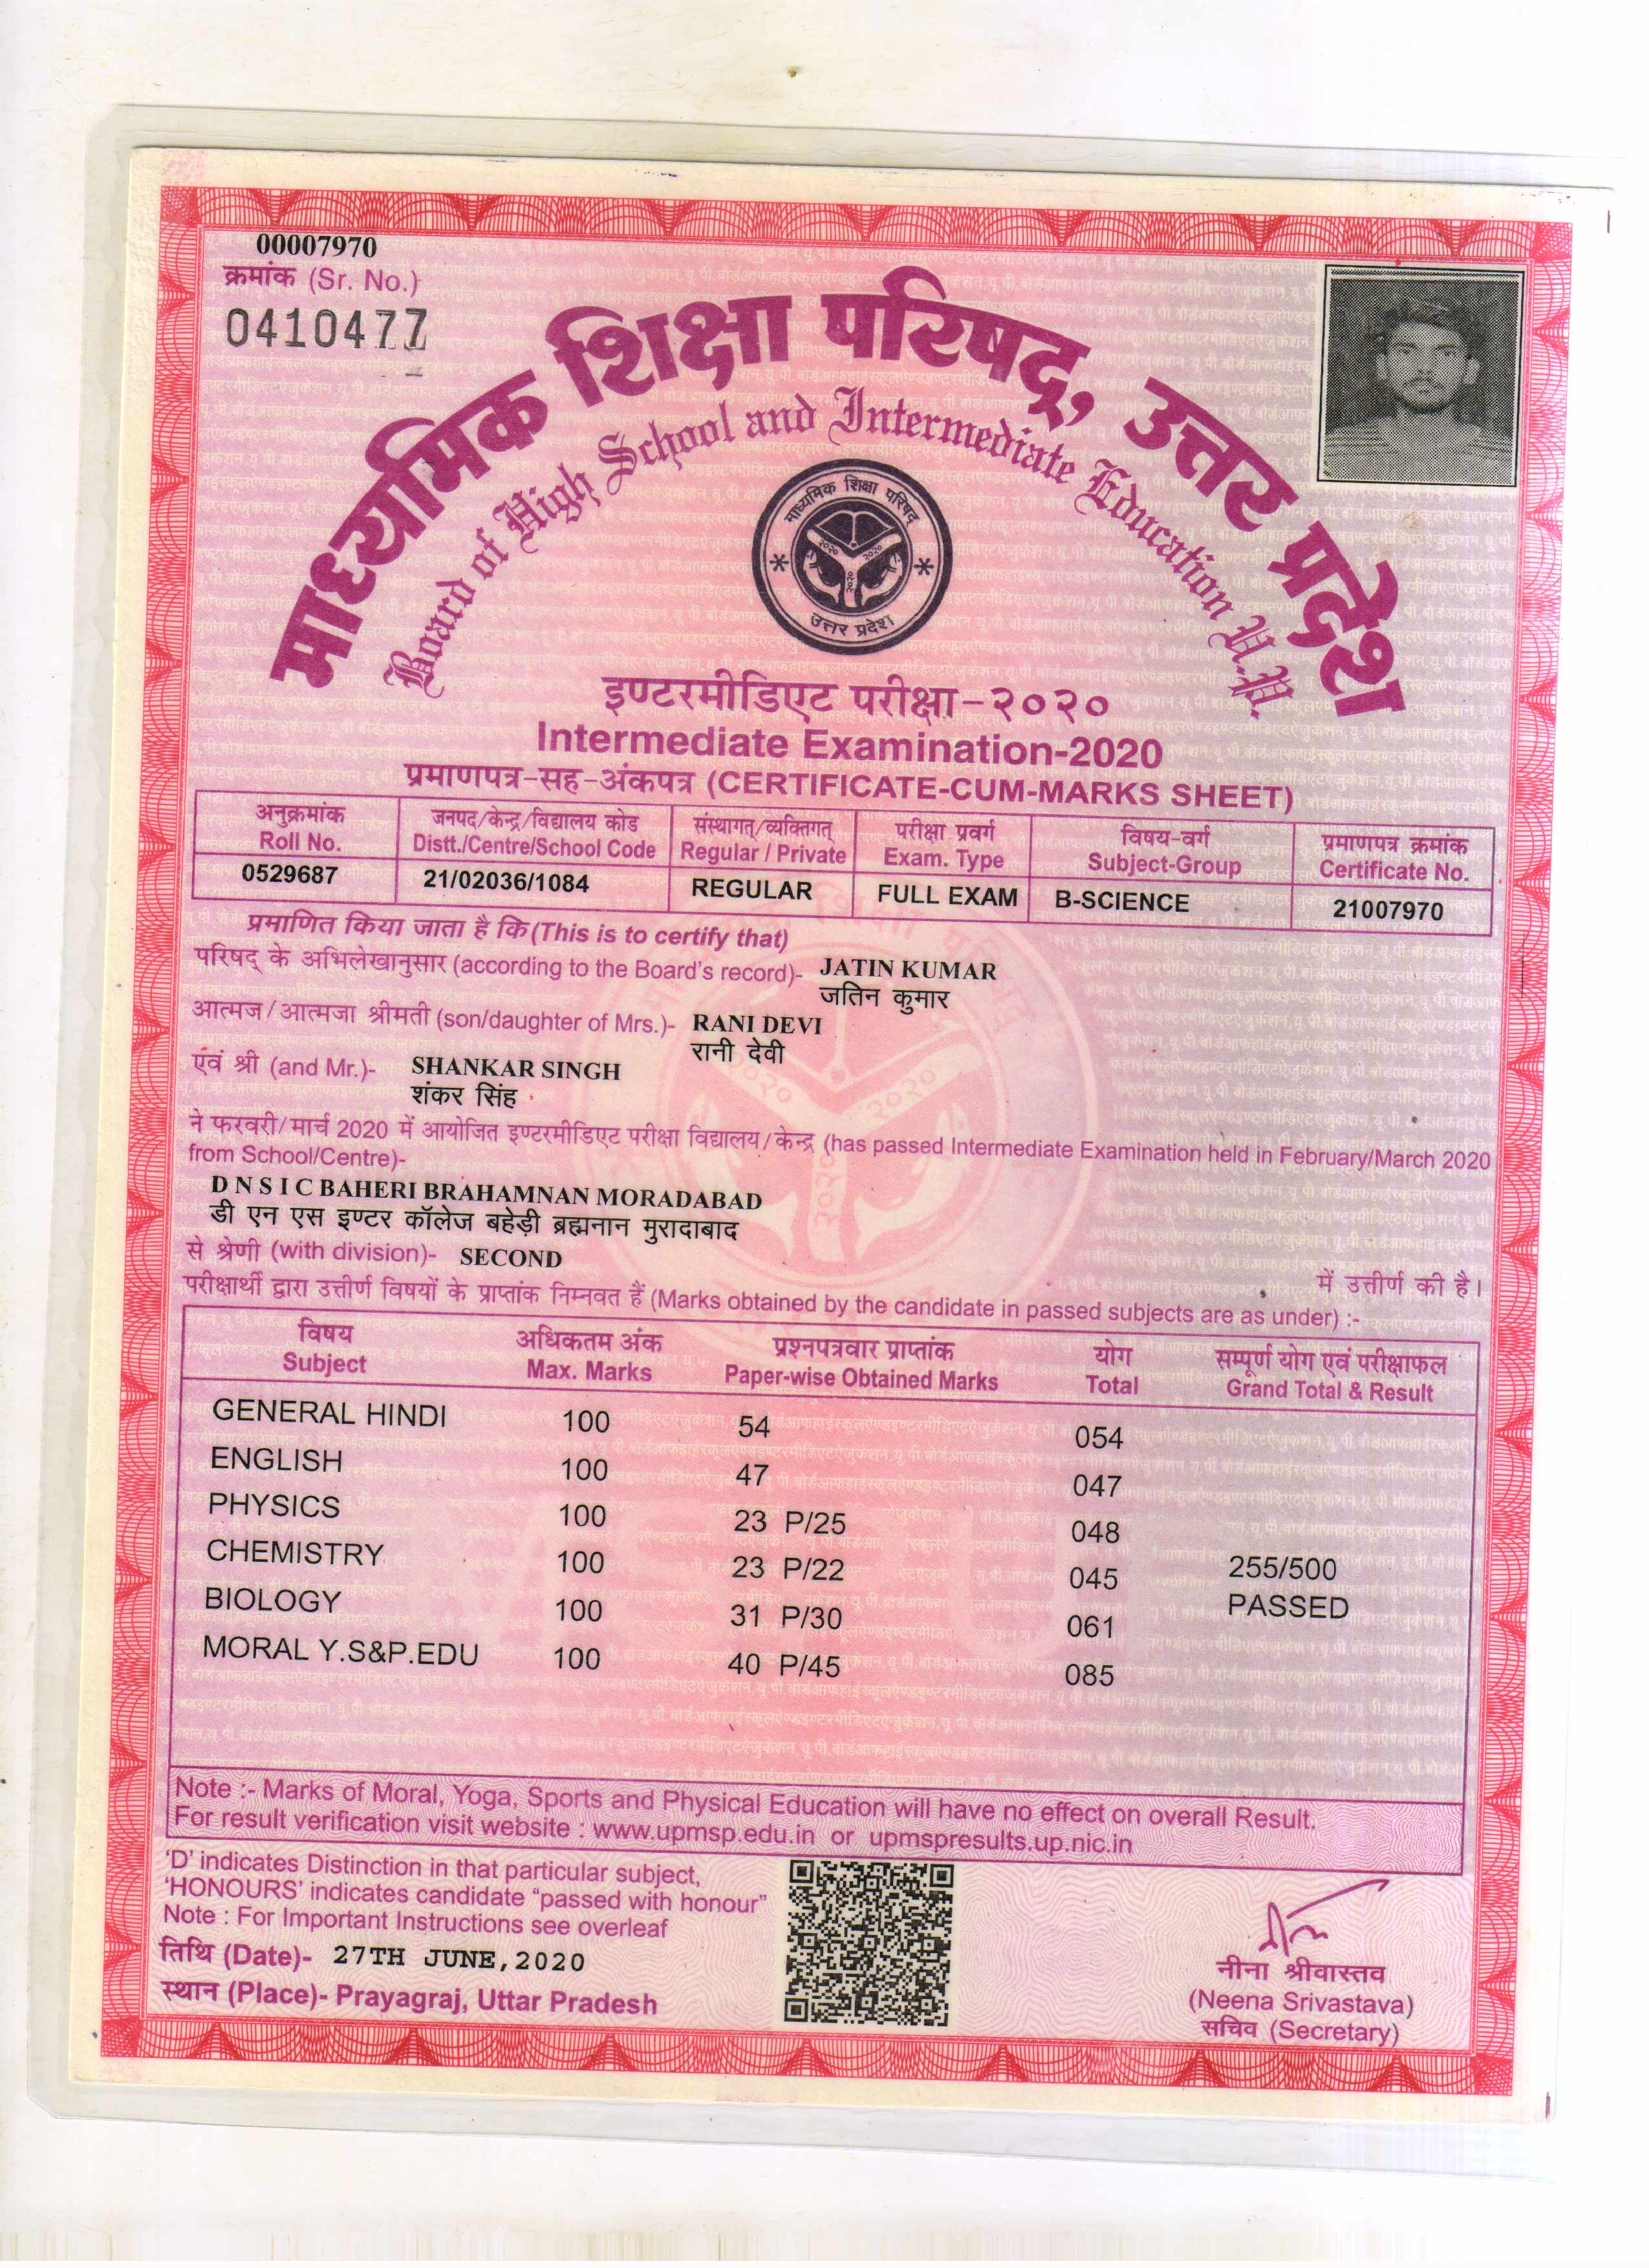 00007970
क्रमांक (Sr. No.)
0410477
माध्यमिक शिक्षा परिषद्, उत्तर प्रदेश
Board of High School and Intermediate Education U.P.
माध्यमिक शिक्षा परिषद्
२०२० २०२०
२०२०
उत्तर प्रदेश
इण्टरमीडिएट परीक्षा-२०२०
Intermediate Examination-2020
प्रमाणपत्र-सह-अंकपत्र (CERTIFICATE-CUM-MARKS SHEET)
अनुक्रमांक जनपद/केन्द्र/विद्यालय कोड संस्थागत्/व्यक्तिगत् परीक्षा प्रवर्ग विषय-वर्ग प्रमाणपत्र क्रमांक
Roll No. Distt./Centre/School Code Regular / Private Exam. Type Subject-Group Certificate No.
0529687 21/02036/1084 REGULAR FULL EXAM B-SCIENCE 21007970
प्रमाणित किया जाता है कि (This is to certify that)
परिषद् के अभिलेखानुसार (according to the Board's record)- JATIN KUMAR
जतिन कुमार
आत्मज/आत्मजा श्रीमती (son/daughter of Mrs.)- RANI DEVI
रानी देवी
एवं श्री (and Mr.)- SHANKAR SINGH
शंकर सिंह
ने फरवरी/मार्च 2020 में आयोजित इण्टरमीडिएट परीक्षा विद्यालय/केन्द्र (has passed Intermediate Examination held in February/March 2020
from School/Centre)-
D N S I C BAHERI BRAHAMNAN MORADABAD
डी एन एस इण्टर कॉलेज बहेड़ी ब्रह्मनान मुरादाबाद
से श्रेणी (with division)- SECOND
में उत्तीर्ण की है।
परीक्षार्थी द्वारा उत्तीर्ण विषयों के प्राप्तांक निम्नवत हैं (Marks obtained by the candidate in passed subjects are as under) :-
विषय अधिकतम अंक प्रश्नपत्रवार प्राप्तांक योग सम्पूर्ण योग एवं परीक्षाफल
Subject Max. Marks Paper-wise Obtained Marks Total Grand Total & Result
GENERAL HINDI 100 54 054
ENGLISH 100 47 047
PHYSICS 100 23 P/25 048
CHEMISTRY 100 23 P/22 045 255/500
BIOLOGY 100 31 P/30 061 PASSED
MORAL Y.S&P.EDU 100 40 P/45 085
Note :- Marks of Moral, Yoga, Sports and Physical Education will have no effect on overall Result.
For result verification visit website : www.upmsp.edu.in or upmspresults.up.nic.in
'D' indicates Distinction in that particular subject,
'HONOURS' indicates candidate "passed with honour"
Note : For Important Instructions see overleaf
तिथि (Date)- 27TH JUNE,2020
स्थान (Place)- Prayagraj, Uttar Pradesh
नीना श्रीवास्तव
(Neena Srivastava)
सचिव (Secretary)